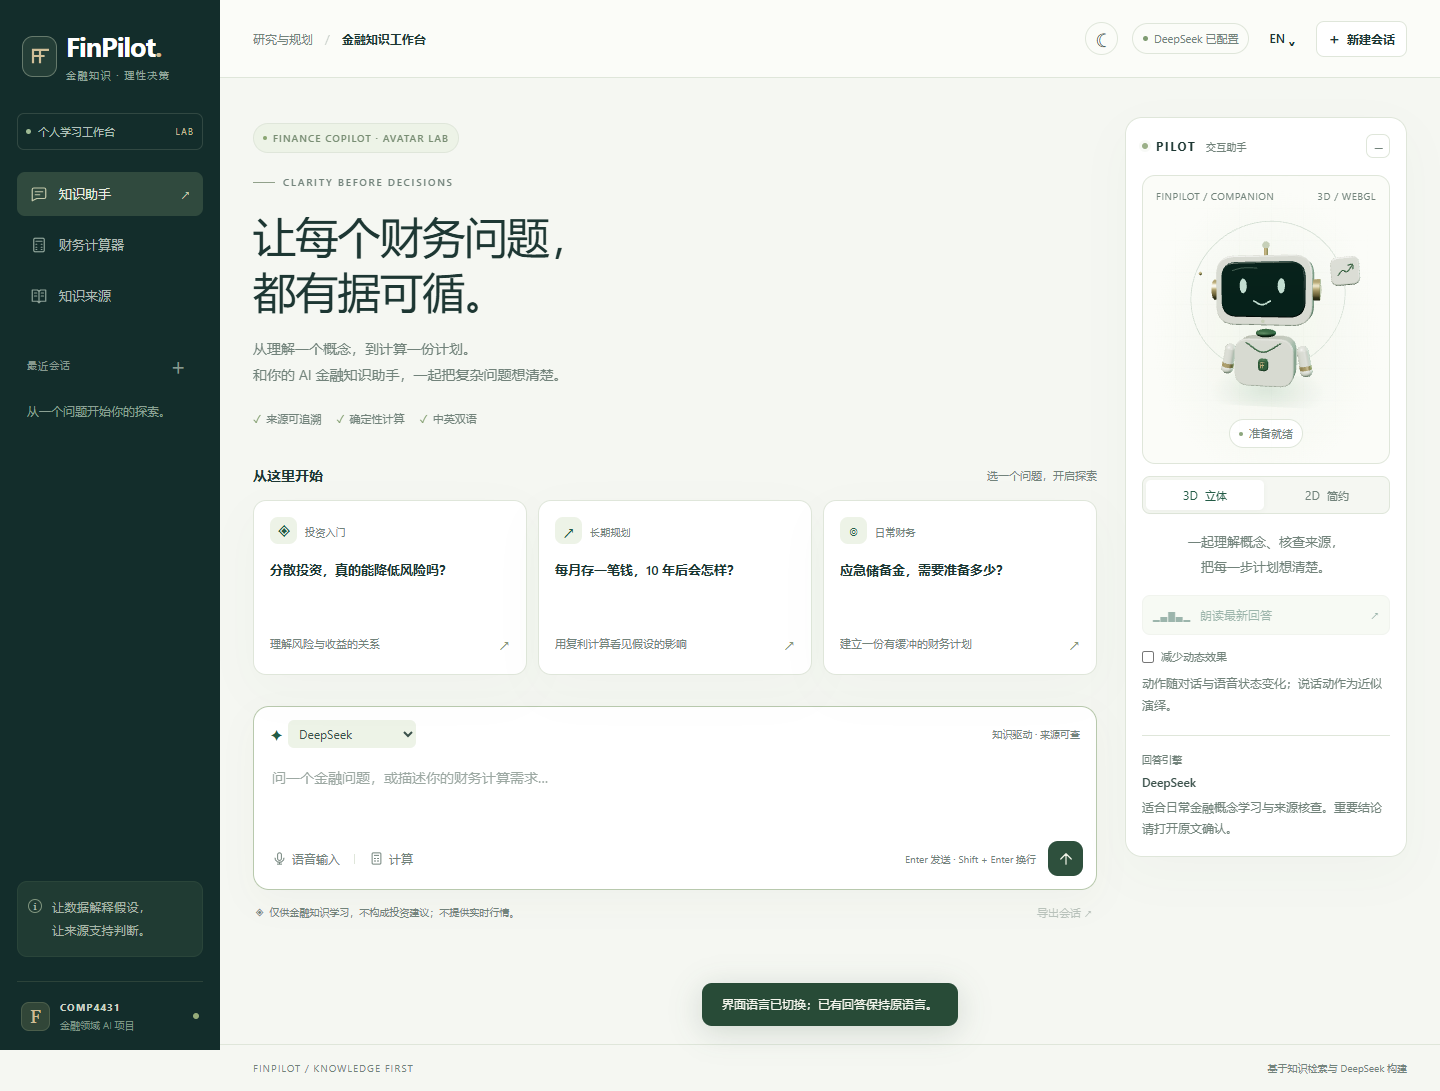 FinPilot.
金融知识 · 理性决策
个人学习工作台 LAB
知识助手 ↗
财务计算器
知识来源
最近会话 +
从一个问题开始你的探索。
让数据解释假设，
让来源支持判断。
F COMP4431
金融领域 AI 项目
研究与规划 / 金融知识工作台
DeepSeek 已配置
EN
+ 新建会话
FINANCE COPILOT · AVATAR LAB
CLARITY BEFORE DECISIONS
让每个财务问题，
都有据可循。
从理解一个概念，到计算一份计划。
和你的 AI 金融知识助手，一起把复杂问题想清楚。
✓ 来源可追溯 ✓ 确定性计算 ✓ 中英双语
从这里开始
选一个问题，开启探索
投资入门
分散投资，真的能降低风险吗？
理解风险与收益的关系 ↗
↗ 长期规划
每月存一笔钱，10 年后会怎样？
用复利计算看见假设的影响 ↗
日常财务
应急储备金，需要准备多少？
建立一份有缓冲的财务计划 ↗
✦ DeepSeek
知识驱动 · 来源可查
问一个金融问题，或描述你的财务计算需求...
语音输入 计算
Enter 发送 · Shift + Enter 换行
◈ 仅供金融知识学习，不构成投资建议；不提供实时行情。
导出会话 ↗
PILOT 交互助手 –
FINPILOT / COMPANION 3D / WEBGL
准备就绪
3D 立体 2D 简约
一起理解概念、核查来源，
把每一步计划想清楚。
朗读最新回答 ↗
减少动态效果
动作随对话与语音状态变化；说话动作为近似
演绎。
回答引擎
DeepSeek
适合日常金融概念学习与来源核查。重要结论
请打开原文确认。
界面语言已切换；已有回答保持原语言。
FINPILOT / KNOWLEDGE FIRST
基于知识检索与 DeepSeek 构建